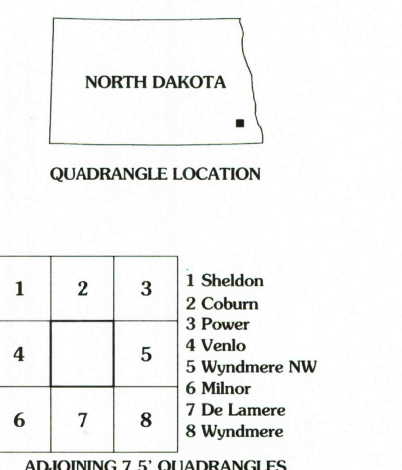 NORTH DAKOTA
QUADRANGLE LOCATION
1 2 3
4 5
6 7 8
1 Sheldon
2 Coburn
3 Power
4 Venlo
5 Wyndmere NW
6 Milnor
7 De Lamere
8 Wyndmere
ADJOINING 7.5' QUADRANGLES